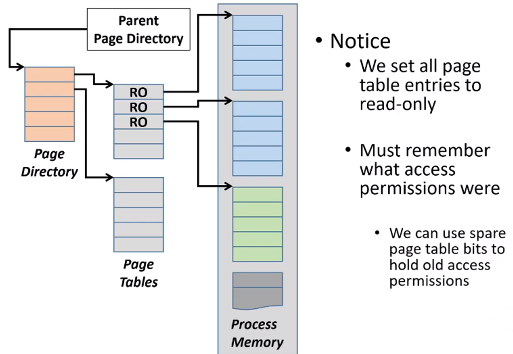 Parent
Page Directory
RO
RO
RO
Page
Directory
Page
Tables
Process
Memory
• Notice
• We set all page
table entries to
read-only
• Must remember
what access
permissions were
• We can use spare
page table bits to
hold old access
permissions